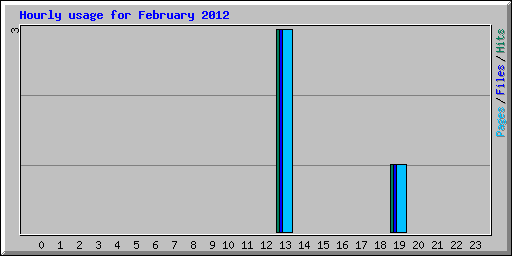 Hourly usage for February 2012
3
Pages/Files/Hits
0 1 2 3 4 5 6 7 8 9 10 11 12 13 14 15 16 17 18 19 20 21 22 23